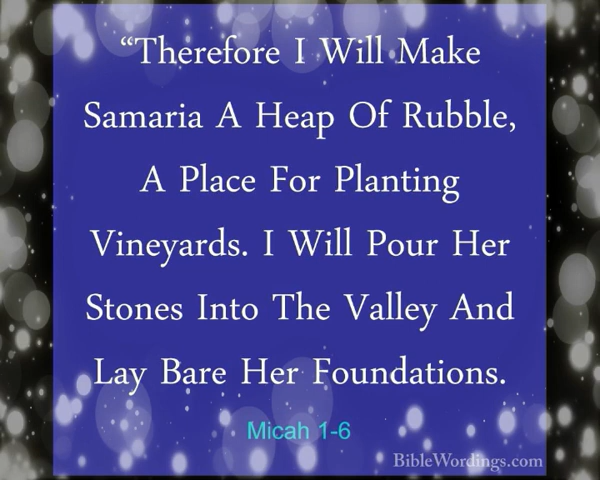 “Therefore I Will Make
Samaria A Heap Of Rubble,
A Place For Planting
Vineyards. I Will Pour Her
Stones Into The Valley And
Lay Bare Her Foundations.
Micah 1-6
BibleWordings.com